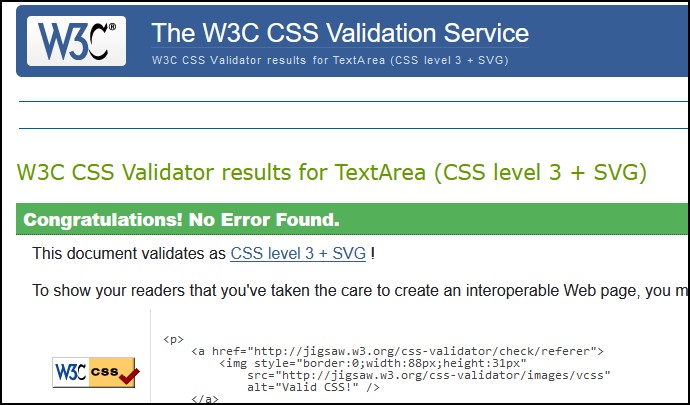 W3C®
The W3C CSS Validation Service
W3C CSS Validator results for TextArea (CSS level 3 + SVG)
W3C CSS Validator results for TextArea (CSS level 3 + SVG)
Congratulations! No Error Found.
This document validates as CSS level 3 + SVG !
To show your readers that you've taken the care to create an interoperable Web page, you m
<p>
<a href="http://jigsaw.w3.org/css-validator/check/referer">
<img style="border:0;width:88px;height:31px"
src="http://jigsaw.w3.org/css-validator/images/vcss"
alt="Valid CSS!" />
</a>
W3C css